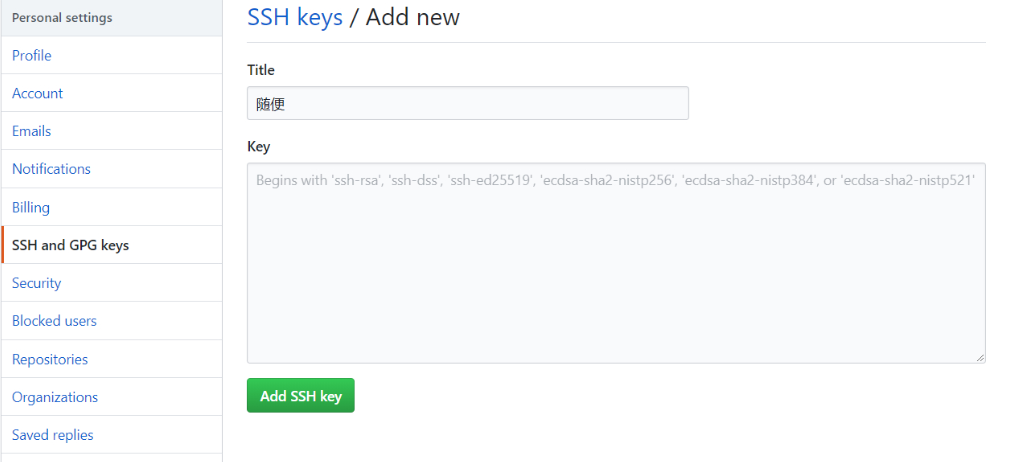 Personal settings
Profile
Account
Emails
Notifications
Billing
SSH and GPG keys
Security
Blocked users
Repositories
Organizations
Saved replies
SSH keys / Add new
Title
随便
Key
Begins with 'ssh-rsa', 'ssh-dss', 'ssh-ed25519', 'ecdsa-sha2-nistp256', 'ecdsa-sha2-nistp384', or 'ecdsa-sha2-nistp521'
Add SSH key